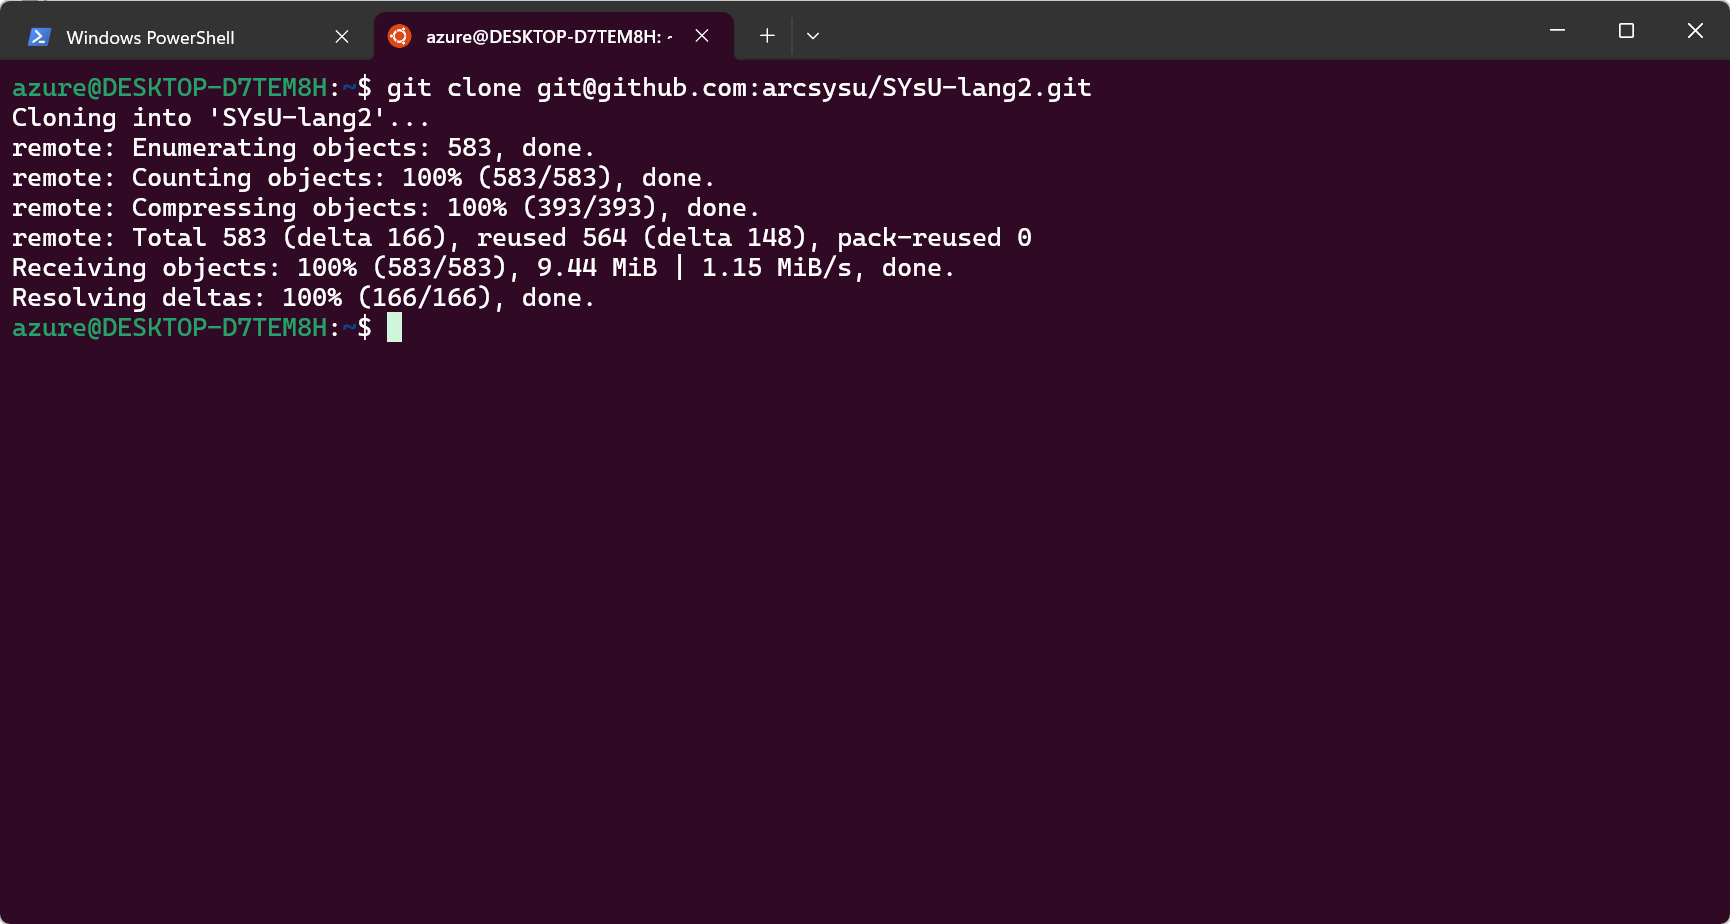 Windows PowerShell
azure@DESKTOP-D7TEM8H: ~
azure@DESKTOP-D7TEM8H:~$ git clone git@github.com:arcsysu/SYsU-lang2.git
Cloning into 'SYsU-lang2'...
remote: Enumerating objects: 583, done.
remote: Counting objects: 100% (583/583), done.
remote: Compressing objects: 100% (393/393), done.
remote: Total 583 (delta 166), reused 564 (delta 148), pack-reused 0
Receiving objects: 100% (583/583), 9.44 MiB | 1.15 MiB/s, done.
Resolving deltas: 100% (166/166), done.
azure@DESKTOP-D7TEM8H:~$